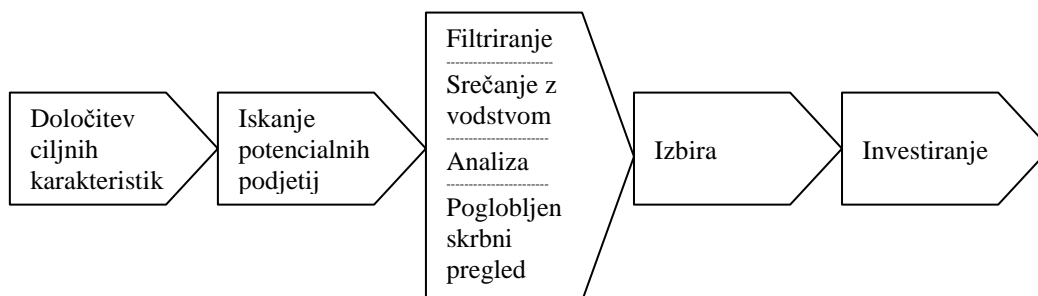 Določitev
ciljnih
karakteristik
Iskanje
potencialnih
podjetij
Filtriranje
Srečanje z
vodstvom
Analiza
Poglobljen
skrbni
pregled
Izbira
Investiranje